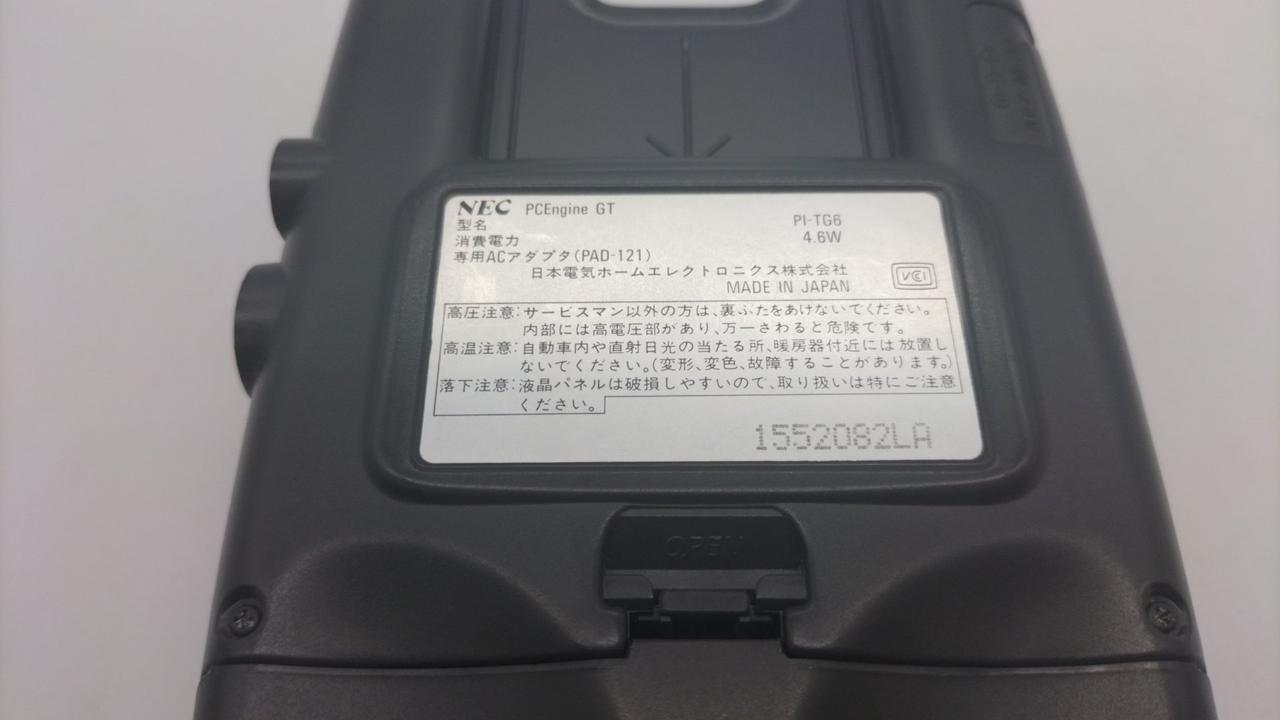 NEC PCEngine GT
型名 PI-TG6
消費電力 4.6W
専用ACアダプタ(PAD-121)
日本電気ホームエレクトロニクス株式会社
MADE IN JAPAN
VCI
高圧注意:サービスマン以外の方は、裏ぶたをあけないでください。
内部には高電圧部があり、万一さわると危険です。
高温注意:自動車内や直射日光の当たる所、暖房器付近には放置し
ないでください。(変形、変色、故障することがあります。)
落下注意:液晶パネルは破損しやすいので、取り扱いは特にご注意
ください。
1552082LA
OPEN